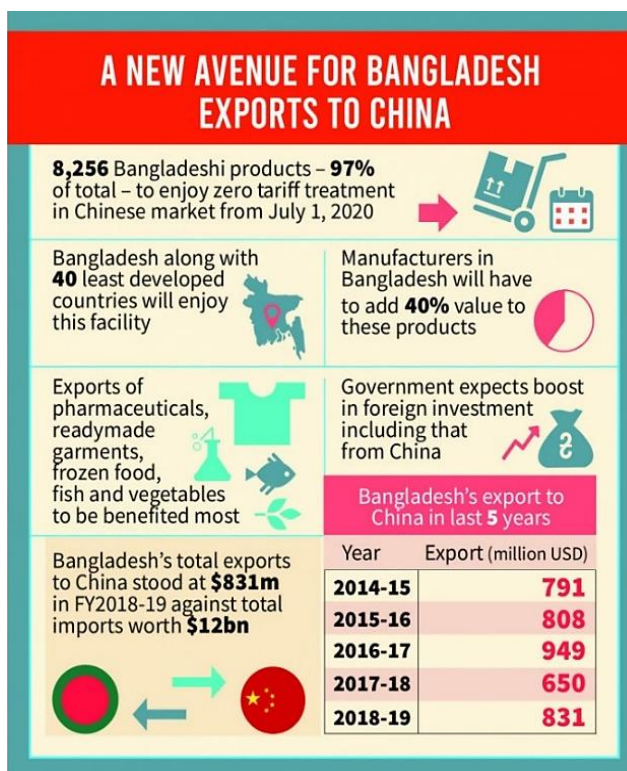 A NEW AVENUE FOR BANGLADESH
EXPORTS TO CHINA
8,256 Bangladeshi products – 97%
of total – to enjoy zero tariff treatment
in Chinese market from July 1, 2020
Bangladesh along with
40 least developed
countries will enjoy
this facility
Manufacturers in
Bangladesh will have
to add 40% value to
these products
Exports of
pharmaceuticals,
readymade
garments,
frozen food,
fish and vegetables
to be benefited most
Government expects boost
in foreign investment
including that
from China
Bangladesh's total exports
to China stood at $831m
in FY2018-19 against total
imports worth $12bn
Bangladesh's export to
China in last 5 years
Year Export (million USD)
2014-15 791
2015-16 808
2016-17 949
2017-18 650
2018-19 831